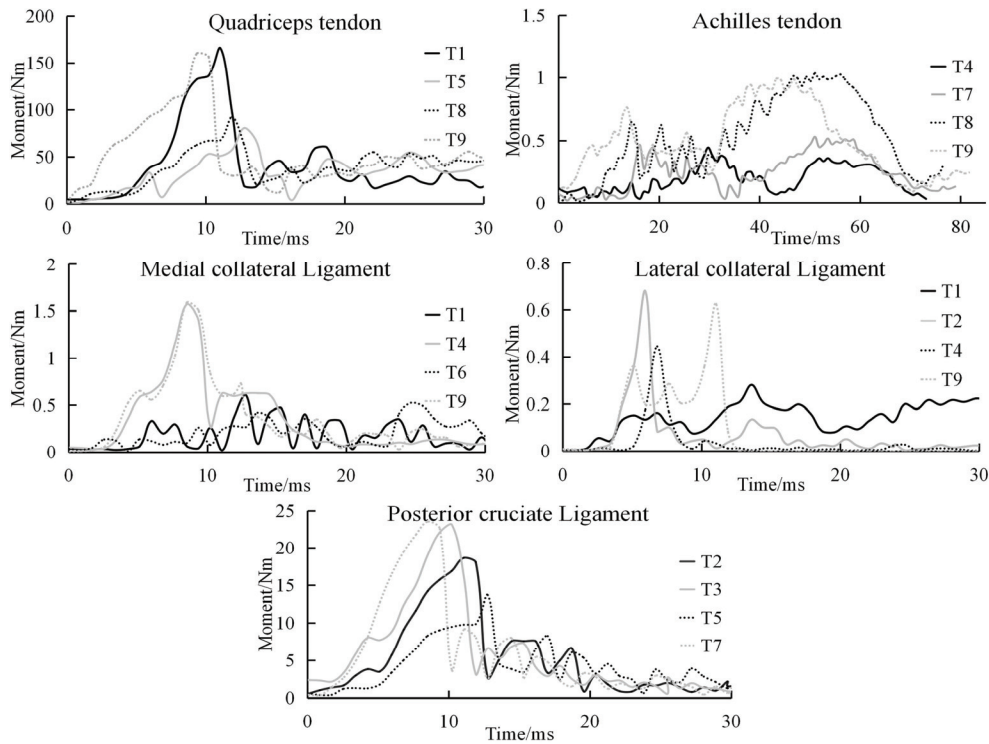 Quadriceps tendon
Moment/Nm
200
150
100
50
0
0 10 20 30
Time/ms
T1
T5
T8
T9
Achilles tendon
Moment/Nm
1.5
1
0.5
0
0 20 40 60 80
Time/ms
T4
T7
T8
T9
Medial collateral Ligament
Moment/Nm
2
1.5
1
0.5
0
0 10 20 30
Time/ms
T1
T4
T6
T9
Lateral collateral Ligament
Moment/Nm
0.8
0.6
0.4
0.2
0
0 10 20 30
Time/ms
T1
T2
T4
T9
Posterior cruciate Ligament
Moment/Nm
25
20
15
10
5
0
0 10 20 30
Time/ms
T2
T3
T5
T7